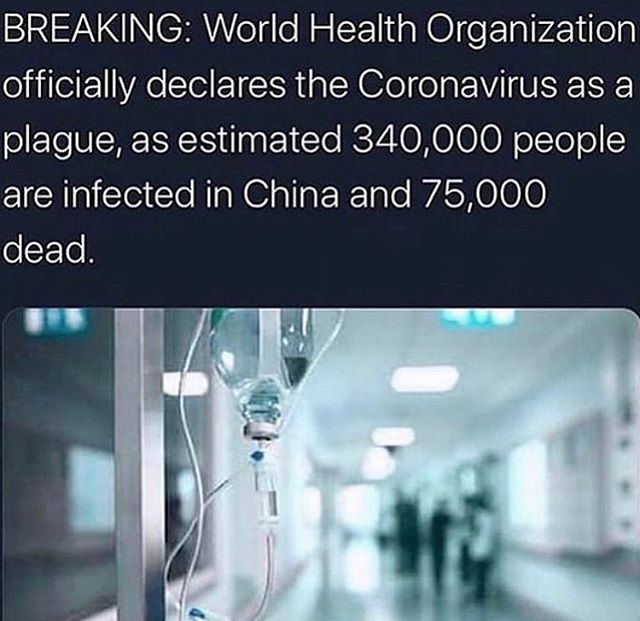 BREAKING: World Health Organization
officially declares the Coronavirus as a
plague, as estimated 340,000 people
are infected in China and 75,000
dead.